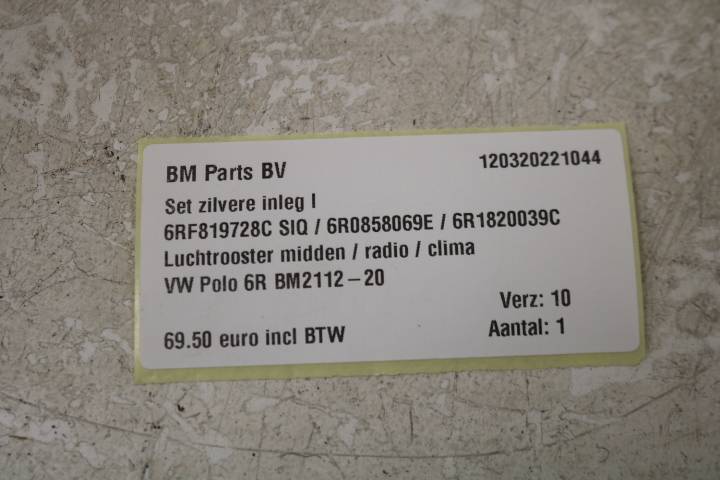 BM Parts BV 120320221044
Set zilvere inleg I
6RF819728C SIQ / 6R0858069E / 6R1820039C
Luchtrooster midden / radio / clima
VW Polo 6R BM2112-20
Verz: 10
69.50 euro incl BTW Aantal: 1